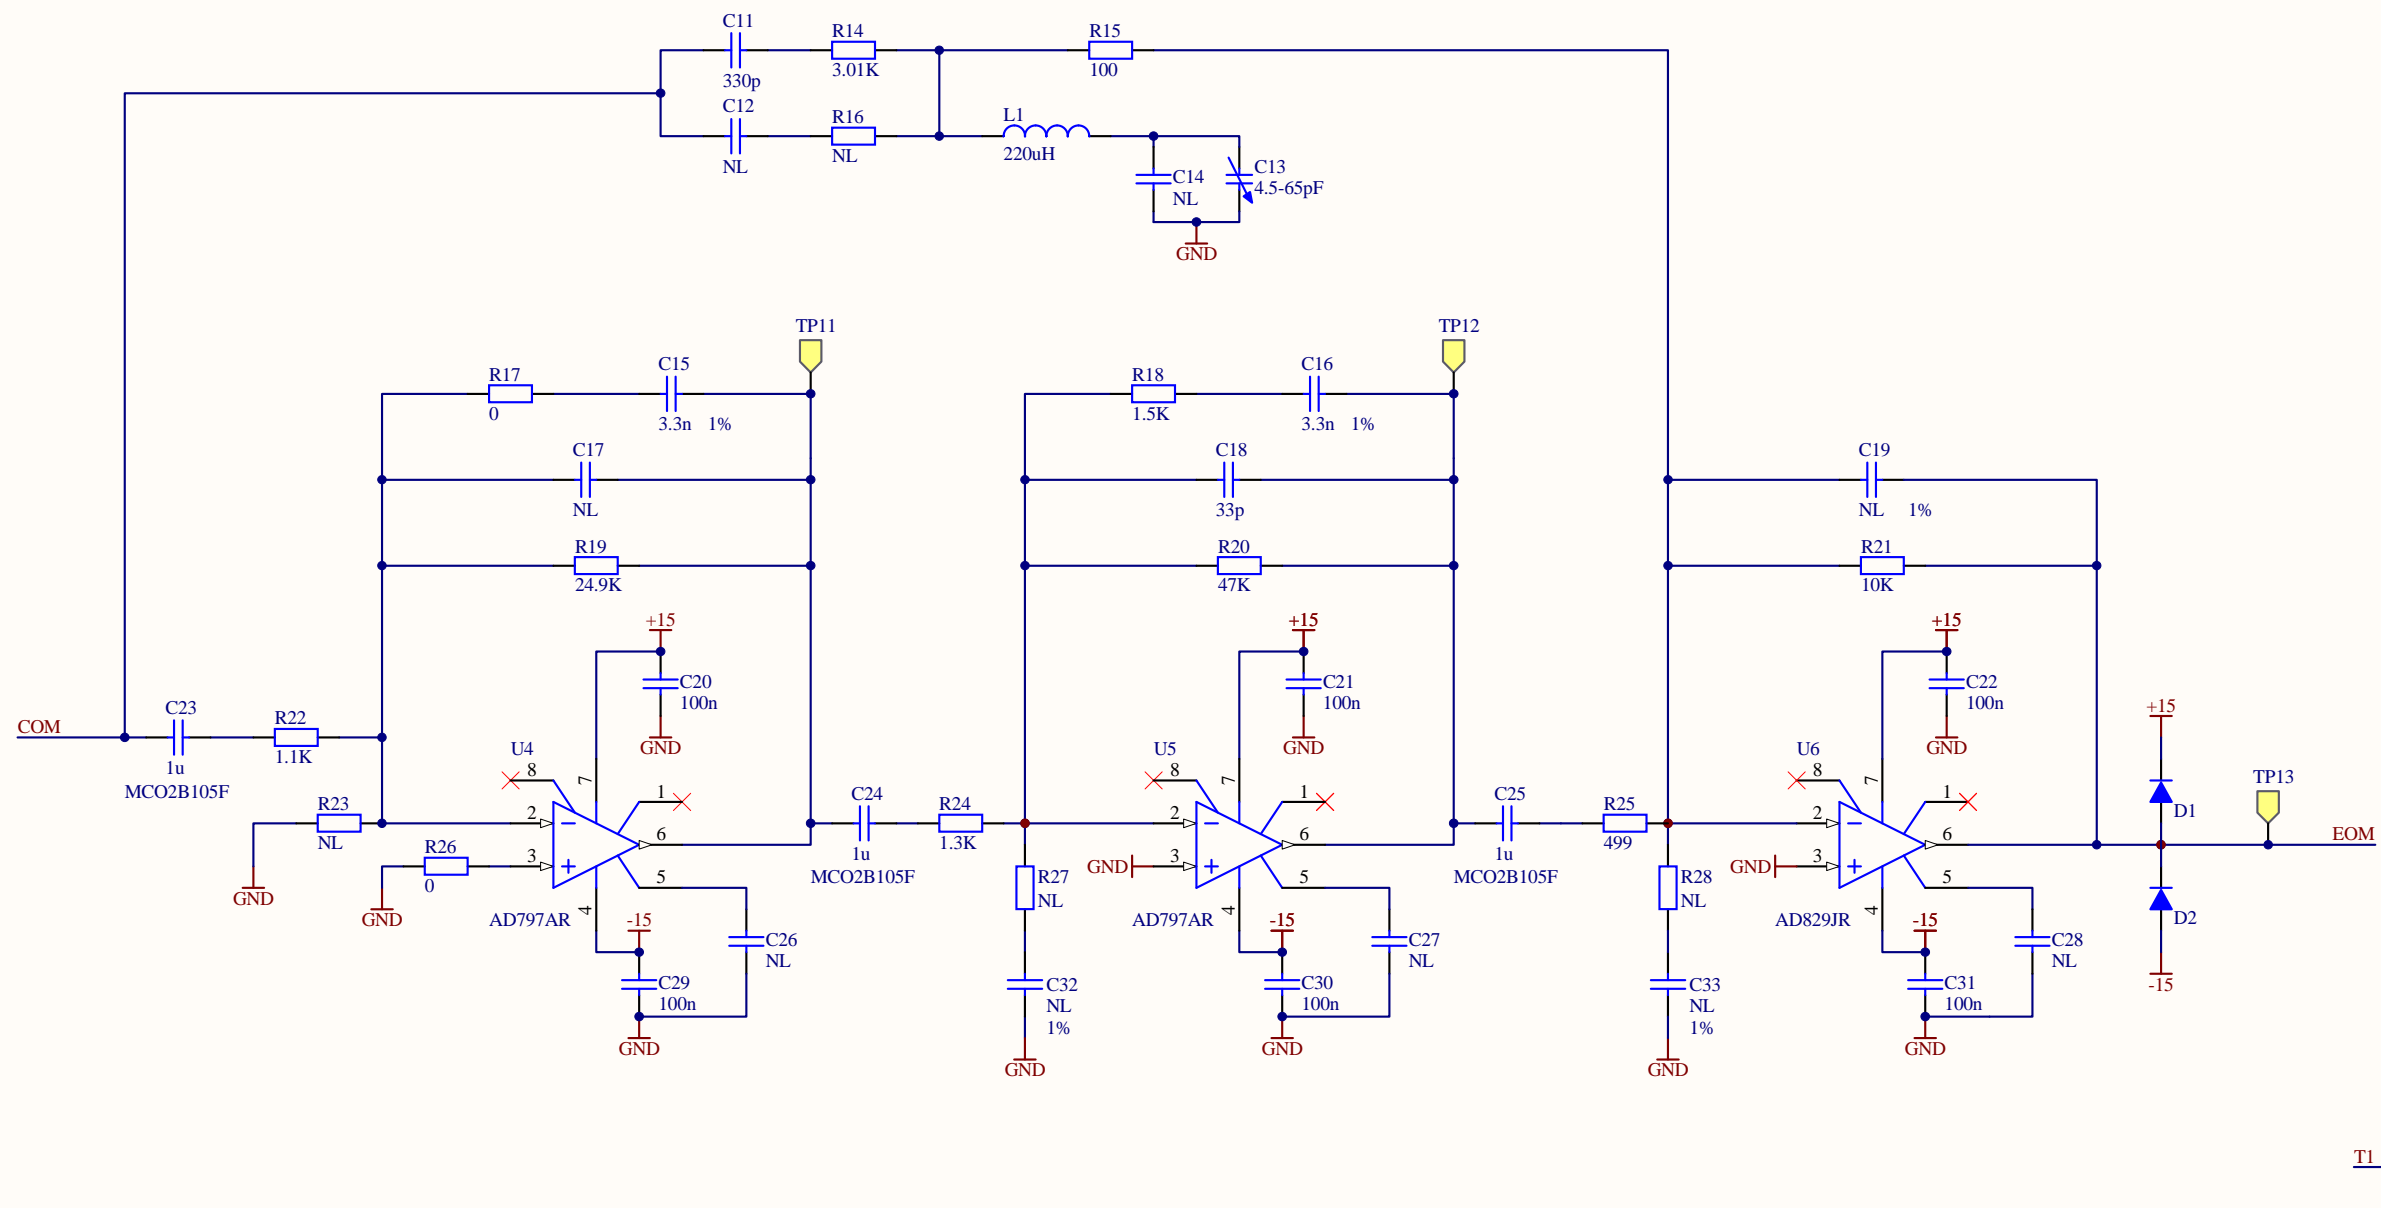 C11
330p
R14
3.01K
R15
100
C12
NL
R16
NL
L1
220uH
C14
NL
C13
4.5-65pF
GND
TP11
TP12
R17
0
C15
3.3n 1%
R18
1.5K
C16
3.3n 1%
C17
NL
C18
33p
C19
NL 1%
R19
24.9K
R20
47K
R21
10K
+15
C20
100n
GND
+15
C21
100n
GND
+15
C22
100n
GND
COM
C23
1u
MCO2B105F
R22
1.1K
R23
NL
GND
R26
0
GND
U4
8
7
1
2
6
3
5
4
AD797AR
-15
C26
NL
C29
100n
GND
C24
1u
MCO2B105F
R24
1.3K
R27
NL
C32
NL
1%
GND
U5
8
7
1
2
6
GND
3
5
4
AD797AR
-15
C27
NL
C30
100n
GND
C25
1u
MCO2B105F
R25
499
R28
NL
C33
NL
1%
GND
U6
8
7
1
2
6
GND
3
5
4
AD829JR
-15
C28
NL
C31
100n
GND
+15
D1
D2
-15
TP13
EOM
T1